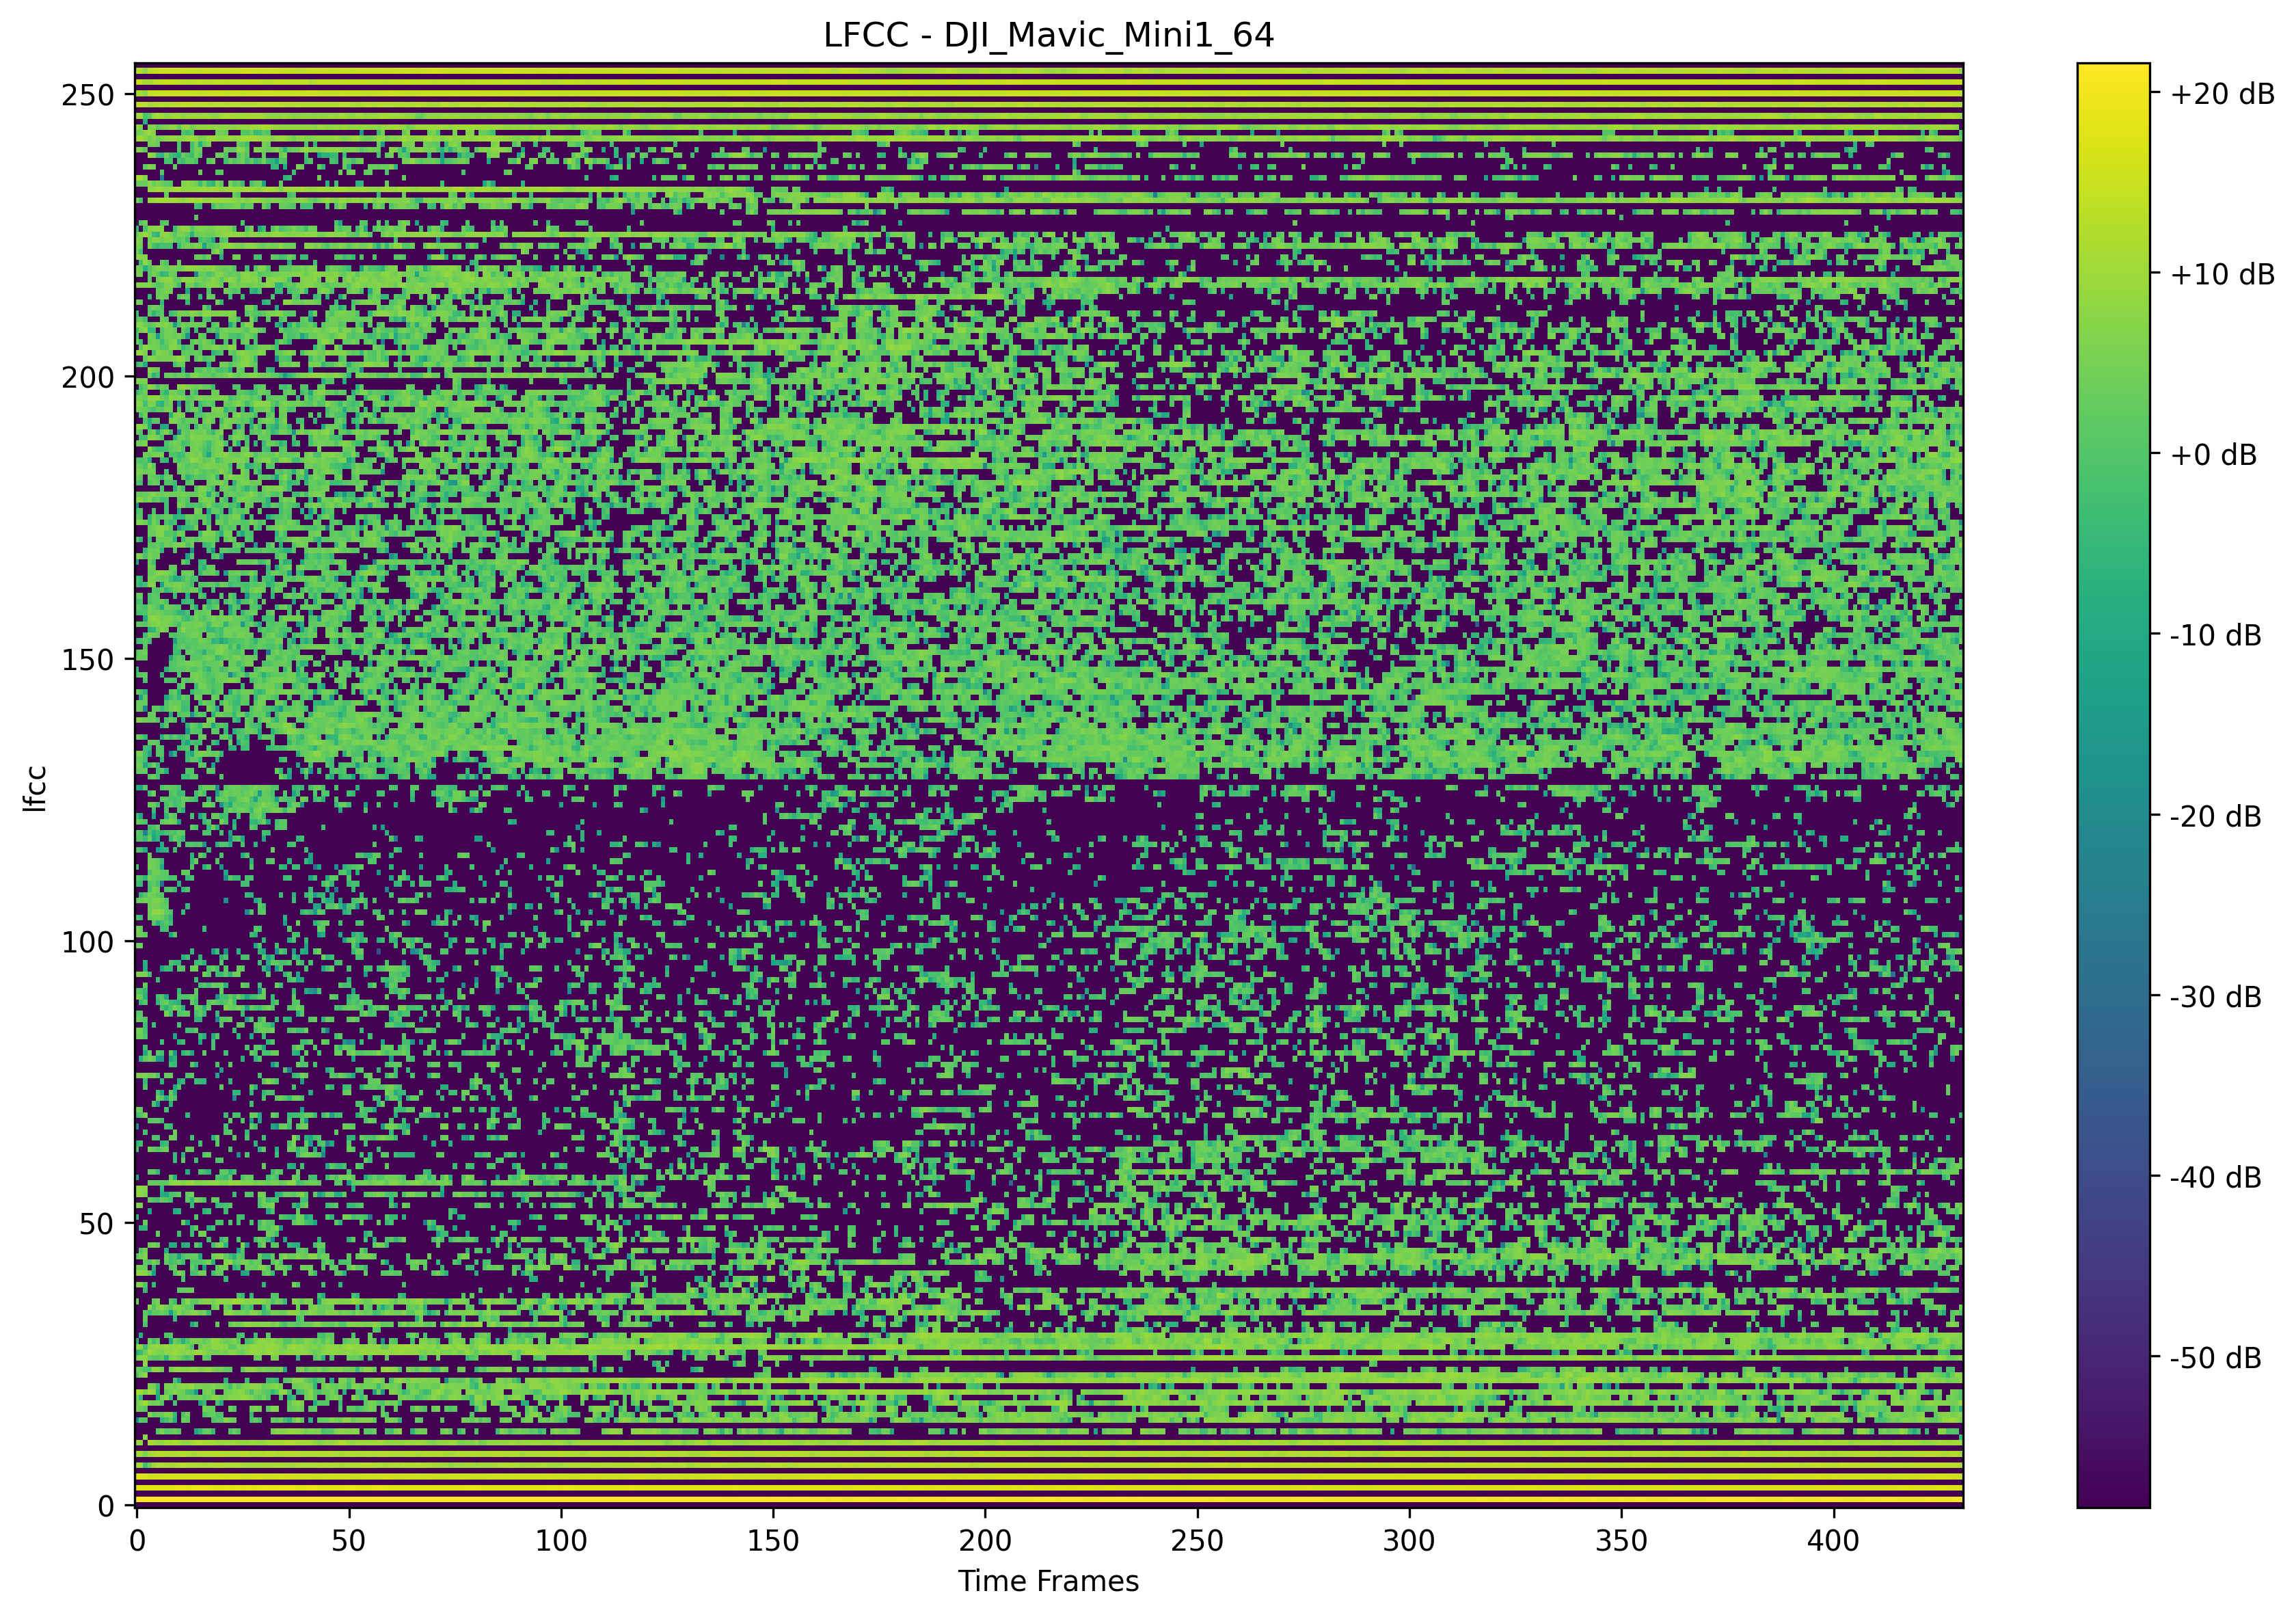 LFCC - DJI_Mavic_Mini1_64
250
200
150
100
50
0
lfcc
0 50 100 150 200 250 300 350 400
Time Frames
+20 dB
+10 dB
+0 dB
-10 dB
-20 dB
-30 dB
-40 dB
-50 dB